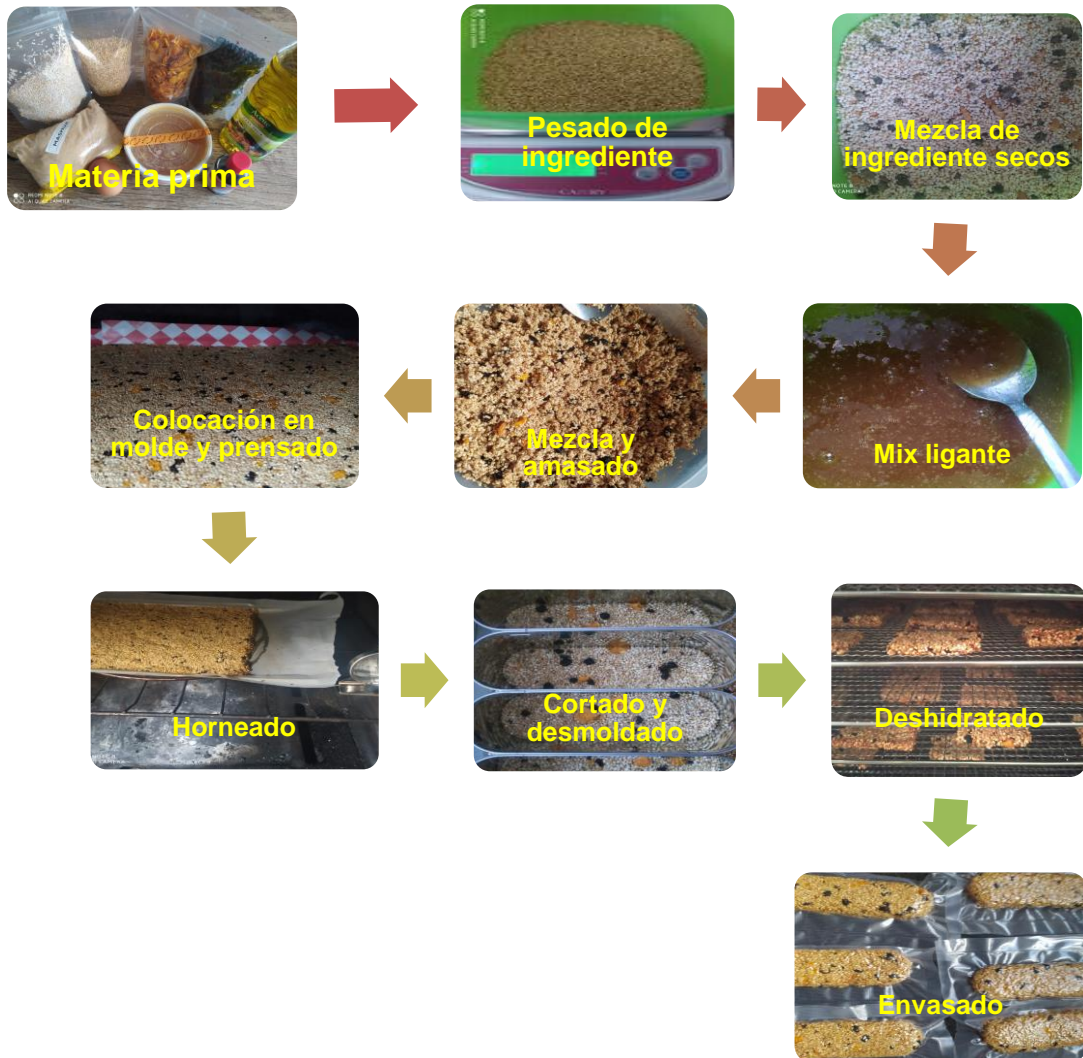 Materia prima
Pesado de
ingrediente
Mezcla de
ingrediente secos
Mix ligante
Mezcla y
amasado
Colocación en
molde y prensado
Horneado
Cortado y
desmoldado
Deshidratado
Envasado